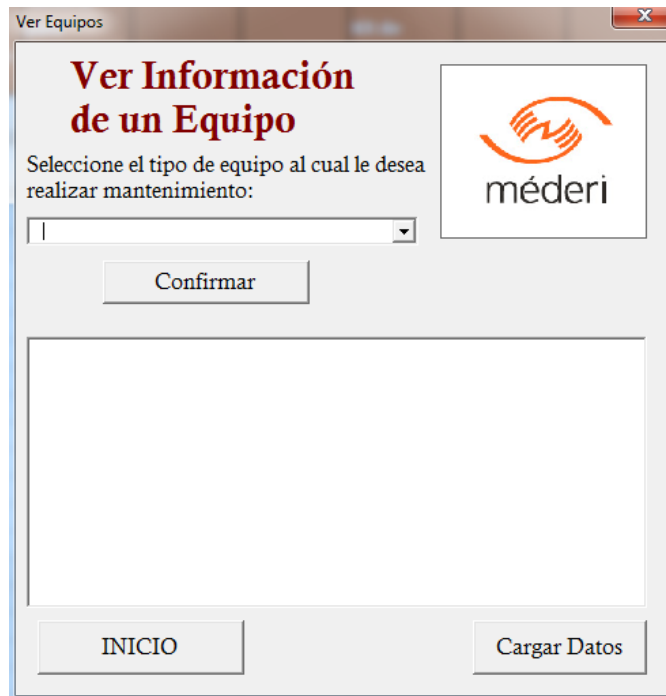 Ver Equipos
Ver Información
de un Equipo
Seleccione el tipo de equipo al cual le desea
realizar mantenimiento:
méderi
Confirmar
INICIO
Cargar Datos